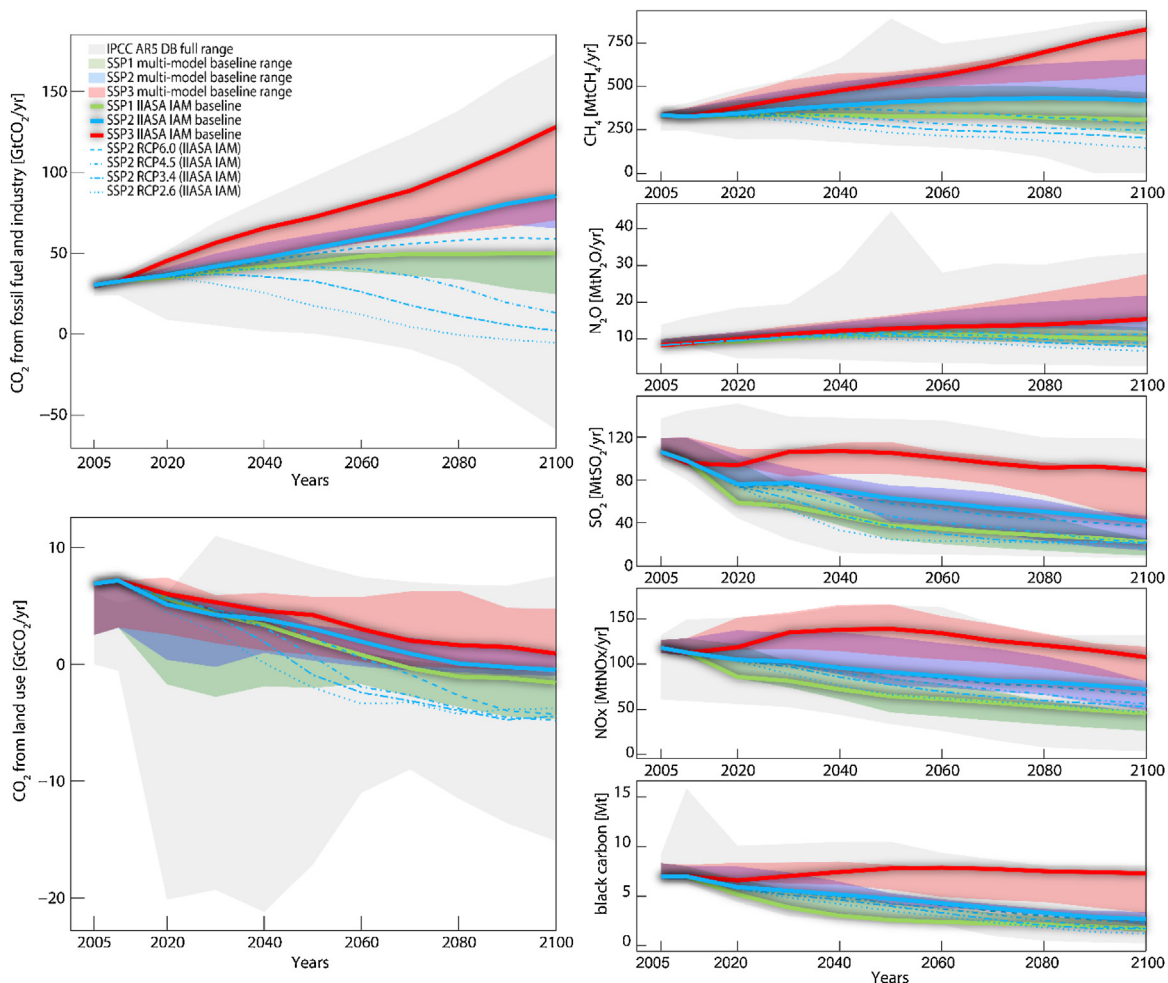 CO₂ from fossil fuel and industry [GtCO₂/yr]
150
100
50
0
−50
IPCC AR5 DB full range
SSP1 multi-model baseline range
SSP2 multi-model baseline range
SSP3 multi-model baseline range
SSP1 IIASA IAM baseline
SSP2 IIASA IAM baseline
SSP3 IIASA IAM baseline
SSP2 RCP6.0 (IIASA IAM)
SSP2 RCP4.5 (IIASA IAM)
SSP2 RCP3.4 (IIASA IAM)
SSP2 RCP2.6 (IIASA IAM)
2005 2020 2040 2060 2080 2100
Years
CO₂ from land use [GtCO₂/yr]
10
0
−10
−20
2005 2020 2040 2060 2080 2100
Years
CH₄ [MtCH₄/yr]
750
500
250
0
2005 2020 2040 2060 2080 2100
N₂O [MtN₂O/yr]
40
30
20
10
2005 2020 2040 2060 2080 2100
SO₂ [MtSO₂/yr]
120
80
40
0
2005 2020 2040 2060 2080 2100
NOx [MtNOx/yr]
150
100
50
0
2005 2020 2040 2060 2080 2100
black carbon [Mt]
15
10
5
0
2005 2020 2040 2060 2080 2100
Years